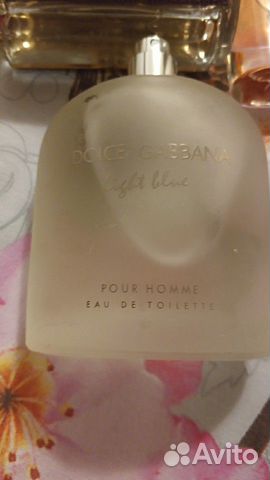 DOLCE GABBANA
light blue
POUR HOMME
EAU DE TOILETTE
Avito